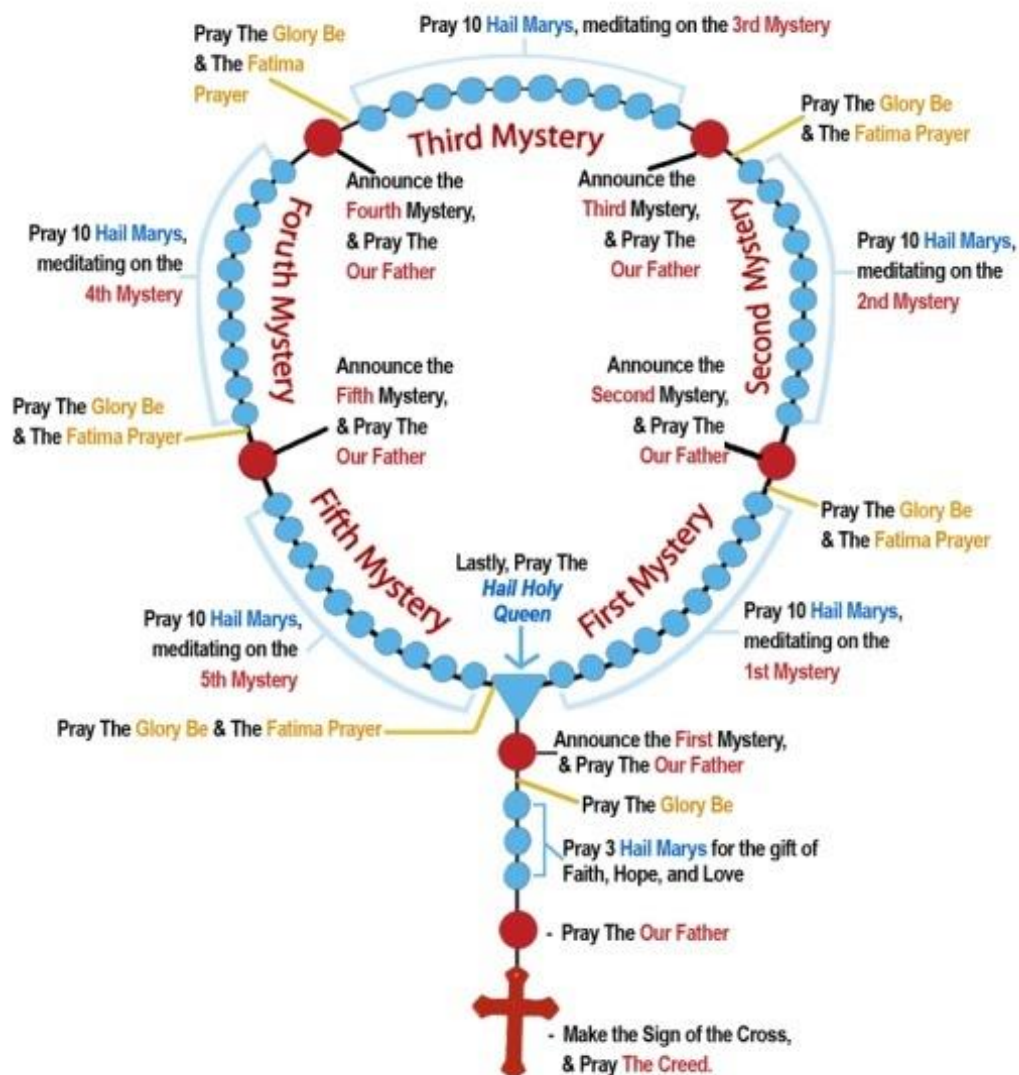 Pray 10 Hail Marys, meditating on the 3rd Mystery
Pray The Glory Be
& The Fatima
Prayer
Pray The Glory Be
& The Fatima Prayer
Third Mystery
Announce the
Fourth Mystery,
& Pray The
Our Father
Announce the
Third Mystery,
& Pray The
Our Father
Pray 10 Hail Marys,
meditating on the
4th Mystery
Foruth Mystery
Second Mystery
Pray 10 Hail Marys,
meditating on the
2nd Mystery
Announce the
Fifth Mystery,
& Pray The
Our Father
Announce the
Second Mystery,
& Pray The
Our Father
Pray The Glory Be
& The Fatima Prayer
Pray The Glory Be
& The Fatima Prayer
Fifth Mystery
Lastly, Pray The
Hail Holy
Queen
First Mystery
Pray 10 Hail Marys,
meditating on the
5th Mystery
Pray 10 Hail Marys,
meditating on the
1st Mystery
Pray The Glory Be & The Fatima Prayer
Announce the First Mystery,
& Pray The Our Father
Pray The Glory Be
Pray 3 Hail Marys for the gift of
Faith, Hope, and Love
- Pray The Our Father
- Make the Sign of the Cross,
& Pray The Creed.